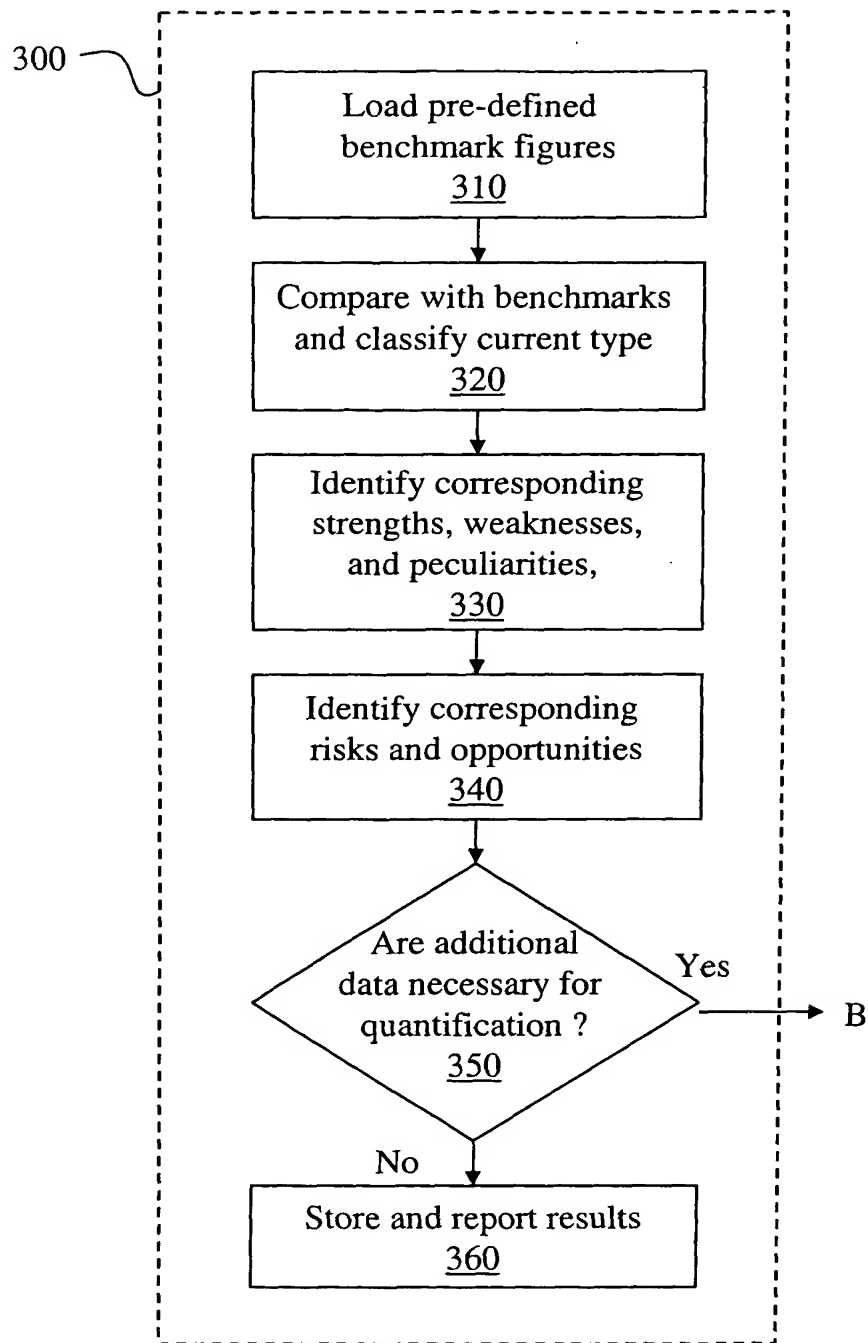 300
Load pre-defined
benchmark figures
310
Compare with benchmarks
and classify current type
320
Identify corresponding
strengths, weaknesses,
and peculiarities,
330
Identify corresponding
risks and opportunities
340
Are additional
data necessary for
quantification ?
350
Yes
B
No
Store and report results
360